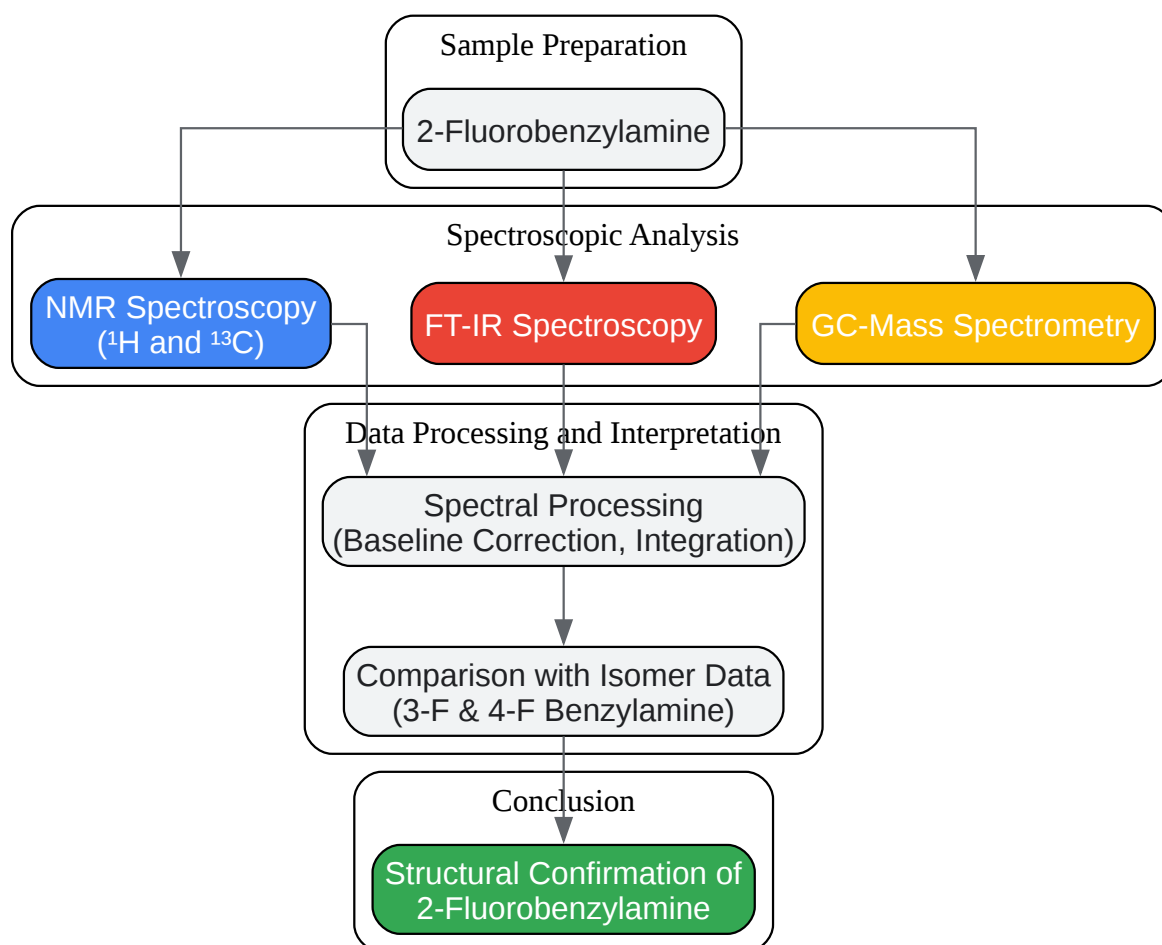 Sample Preparation
2-Fluorobenzylamine
Spectroscopic Analysis
NMR Spectroscopy
(¹H and ¹³C)
FT-IR Spectroscopy
GC-Mass Spectrometry
Data Processing and Interpretation
Spectral Processing
(Baseline Correction, Integration)
Comparison with Isomer Data
(3-F & 4-F Benzylamine)
Conclusion
Structural Confirmation of
2-Fluorobenzylamine